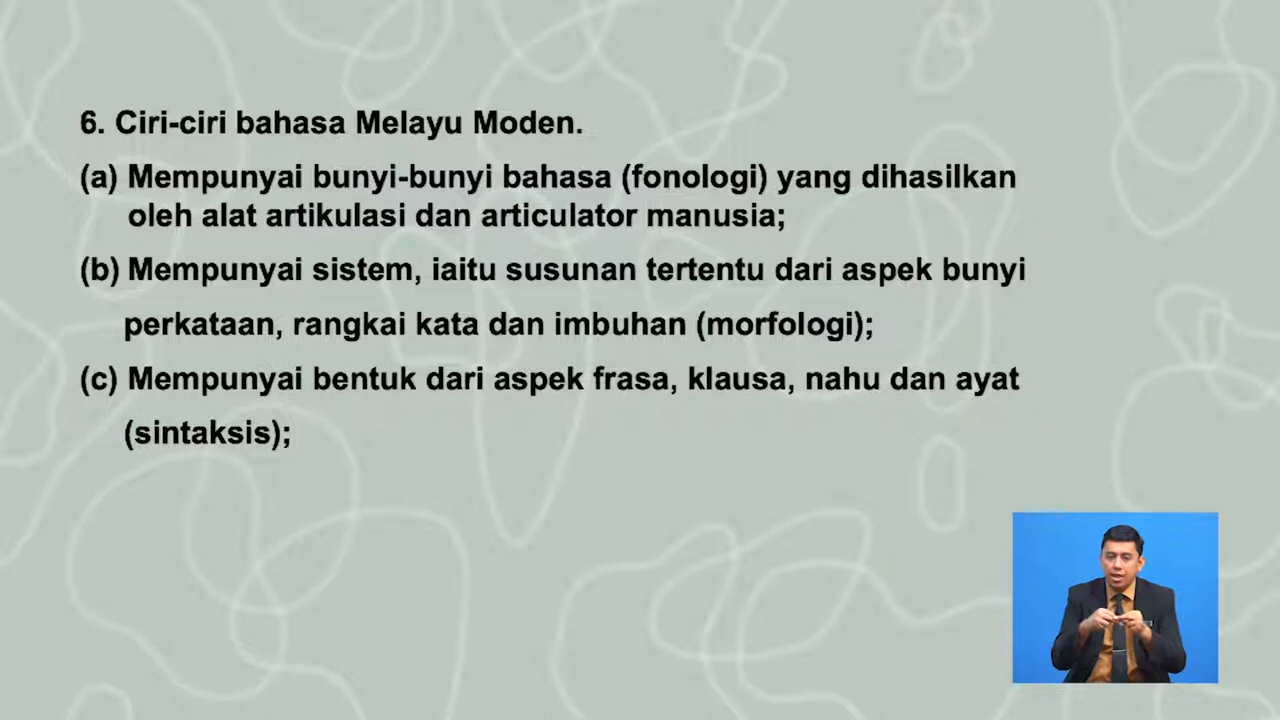 6. Ciri-ciri bahasa Melayu Moden.
(a) Mempunyai bunyi-bunyi bahasa (fonologi) yang dihasilkan
oleh alat artikulasi dan articulator manusia;
(b) Mempunyai sistem, iaitu susunan tertentu dari aspek bunyi
perkataan, rangkai kata dan imbuhan (morfologi);
(c) Mempunyai bentuk dari aspek frasa, klausa, nahu dan ayat
(sintaksis);